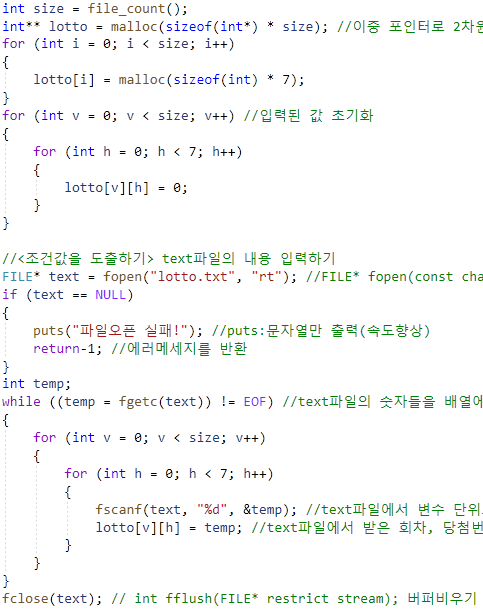 int size = file_count();
int** lotto = malloc(sizeof(int*) * size); //이중 포인터로 2차원
for (int i = 0; i < size; i++)
{
    lotto[i] = malloc(sizeof(int) * 7);
}
for (int v = 0; v < size; v++) //입력된 값 초기화
{
    for (int h = 0; h < 7; h++)
    {
        lotto[v][h] = 0;
    }
}
//<조건값을 도출하기> text파일의 내용 입력하기
FILE* text = fopen("lotto.txt", "rt"); //FILE* fopen(const cha
if (text == NULL)
{
    puts("파일오픈 실패!"); //puts:문자열만 출력(속도향상)
    return-1; //에러메세지를 반환
}
int temp;
while ((temp = fgetc(text)) != EOF) //text파일의 숫자들을 배열에
{
    for (int v = 0; v < size; v++)
    {
        for (int h = 0; h < 7; h++)
        {
            fscanf(text, "%d", &temp); //text파일에서 변수 단위
            lotto[v][h] = temp; //text파일에서 받은 회차, 당첨번
        }
    }
}
fclose(text); // int fflush(FILE* restrict stream); 버퍼비우기